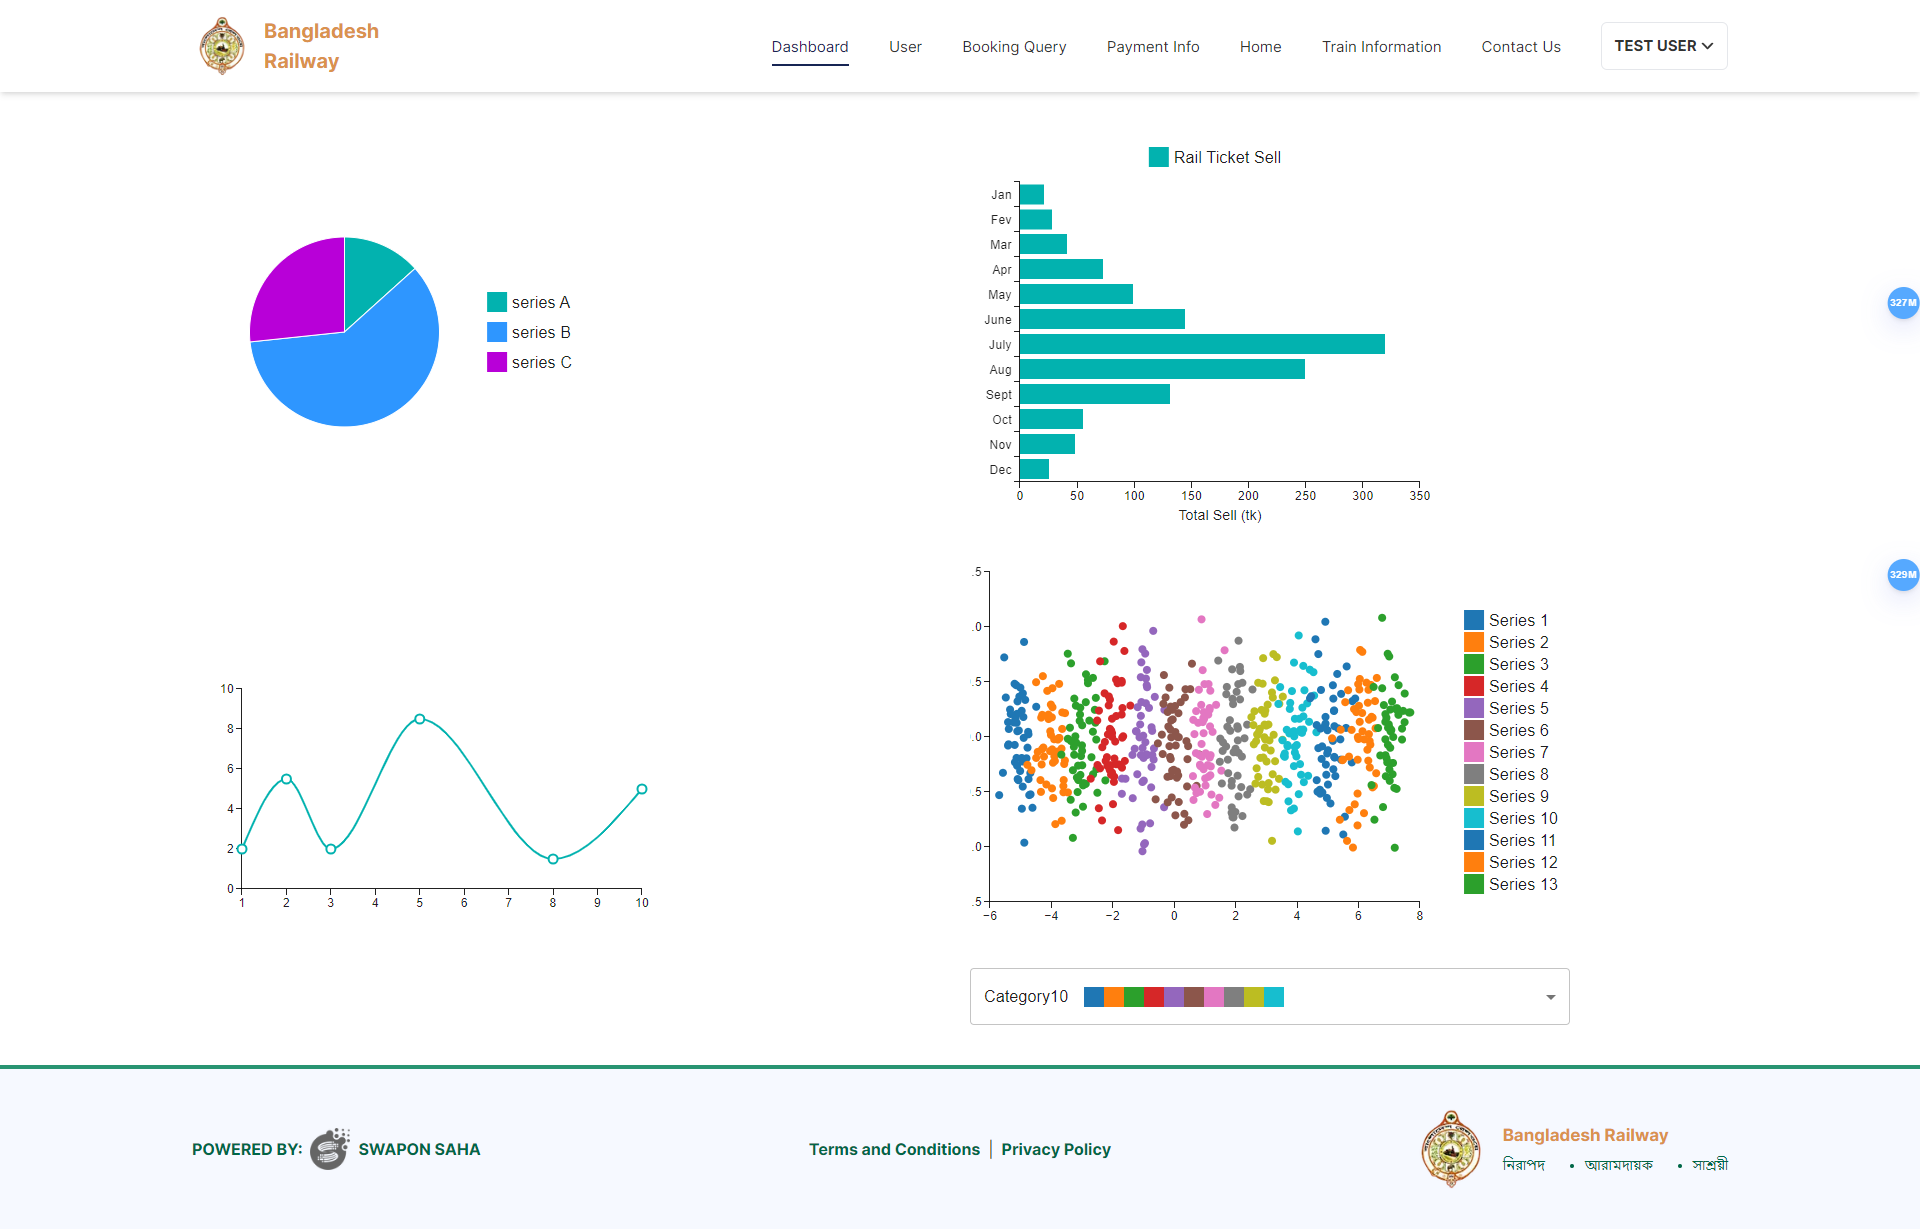 Bangladesh
Railway
Dashboard
User
Booking Query
Payment Info
Home
Train Information
Contact Us
TEST USER
series A
series B
series C
Rail Ticket Sell
Jan
Fev
Mar
Apr
May
June
July
Aug
Sept
Oct
Nov
Dec
0 50 100 150 200 250 300 350
Total Sell (tk)
327M
329M
10
8
6
4
2
0
1 2 3 4 5 6 7 8 9 10
.5
.0
.5
.0
.5
.0
.5
−6 −4 −2 0 2 4 6 8
Series 1
Series 2
Series 3
Series 4
Series 5
Series 6
Series 7
Series 8
Series 9
Series 10
Series 11
Series 12
Series 13
Category10
POWERED BY: SWAPON SAHA
Terms and Conditions | Privacy Policy
Bangladesh Railway
নিরাপদ • আরামদায়ক • সাশ্রয়ী